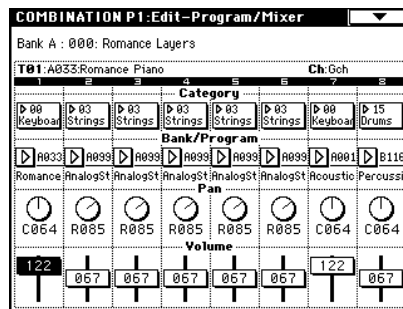 COMBINATION P1:Edit-Program/Mixer
Bank A : 000: Romance Layers
T01:A033:Romance Piano Ch:Gch
1 2 3 4 5 6 7 8
Category
00 03 03 03 03 03 00 15
Keyboar Strings Strings Strings Strings Strings Keyboar Drums
Bank/Program
A033 A099 A099 A099 A099 A099 A001 B116
Romance AnalogSt AnalogSt AnalogSt AnalogSt AnalogSt Acoustic Percussi
Pan
C064 R085 R085 R085 R085 R085 C064 C064
Volume
122 067 067 067 067 067 122 067